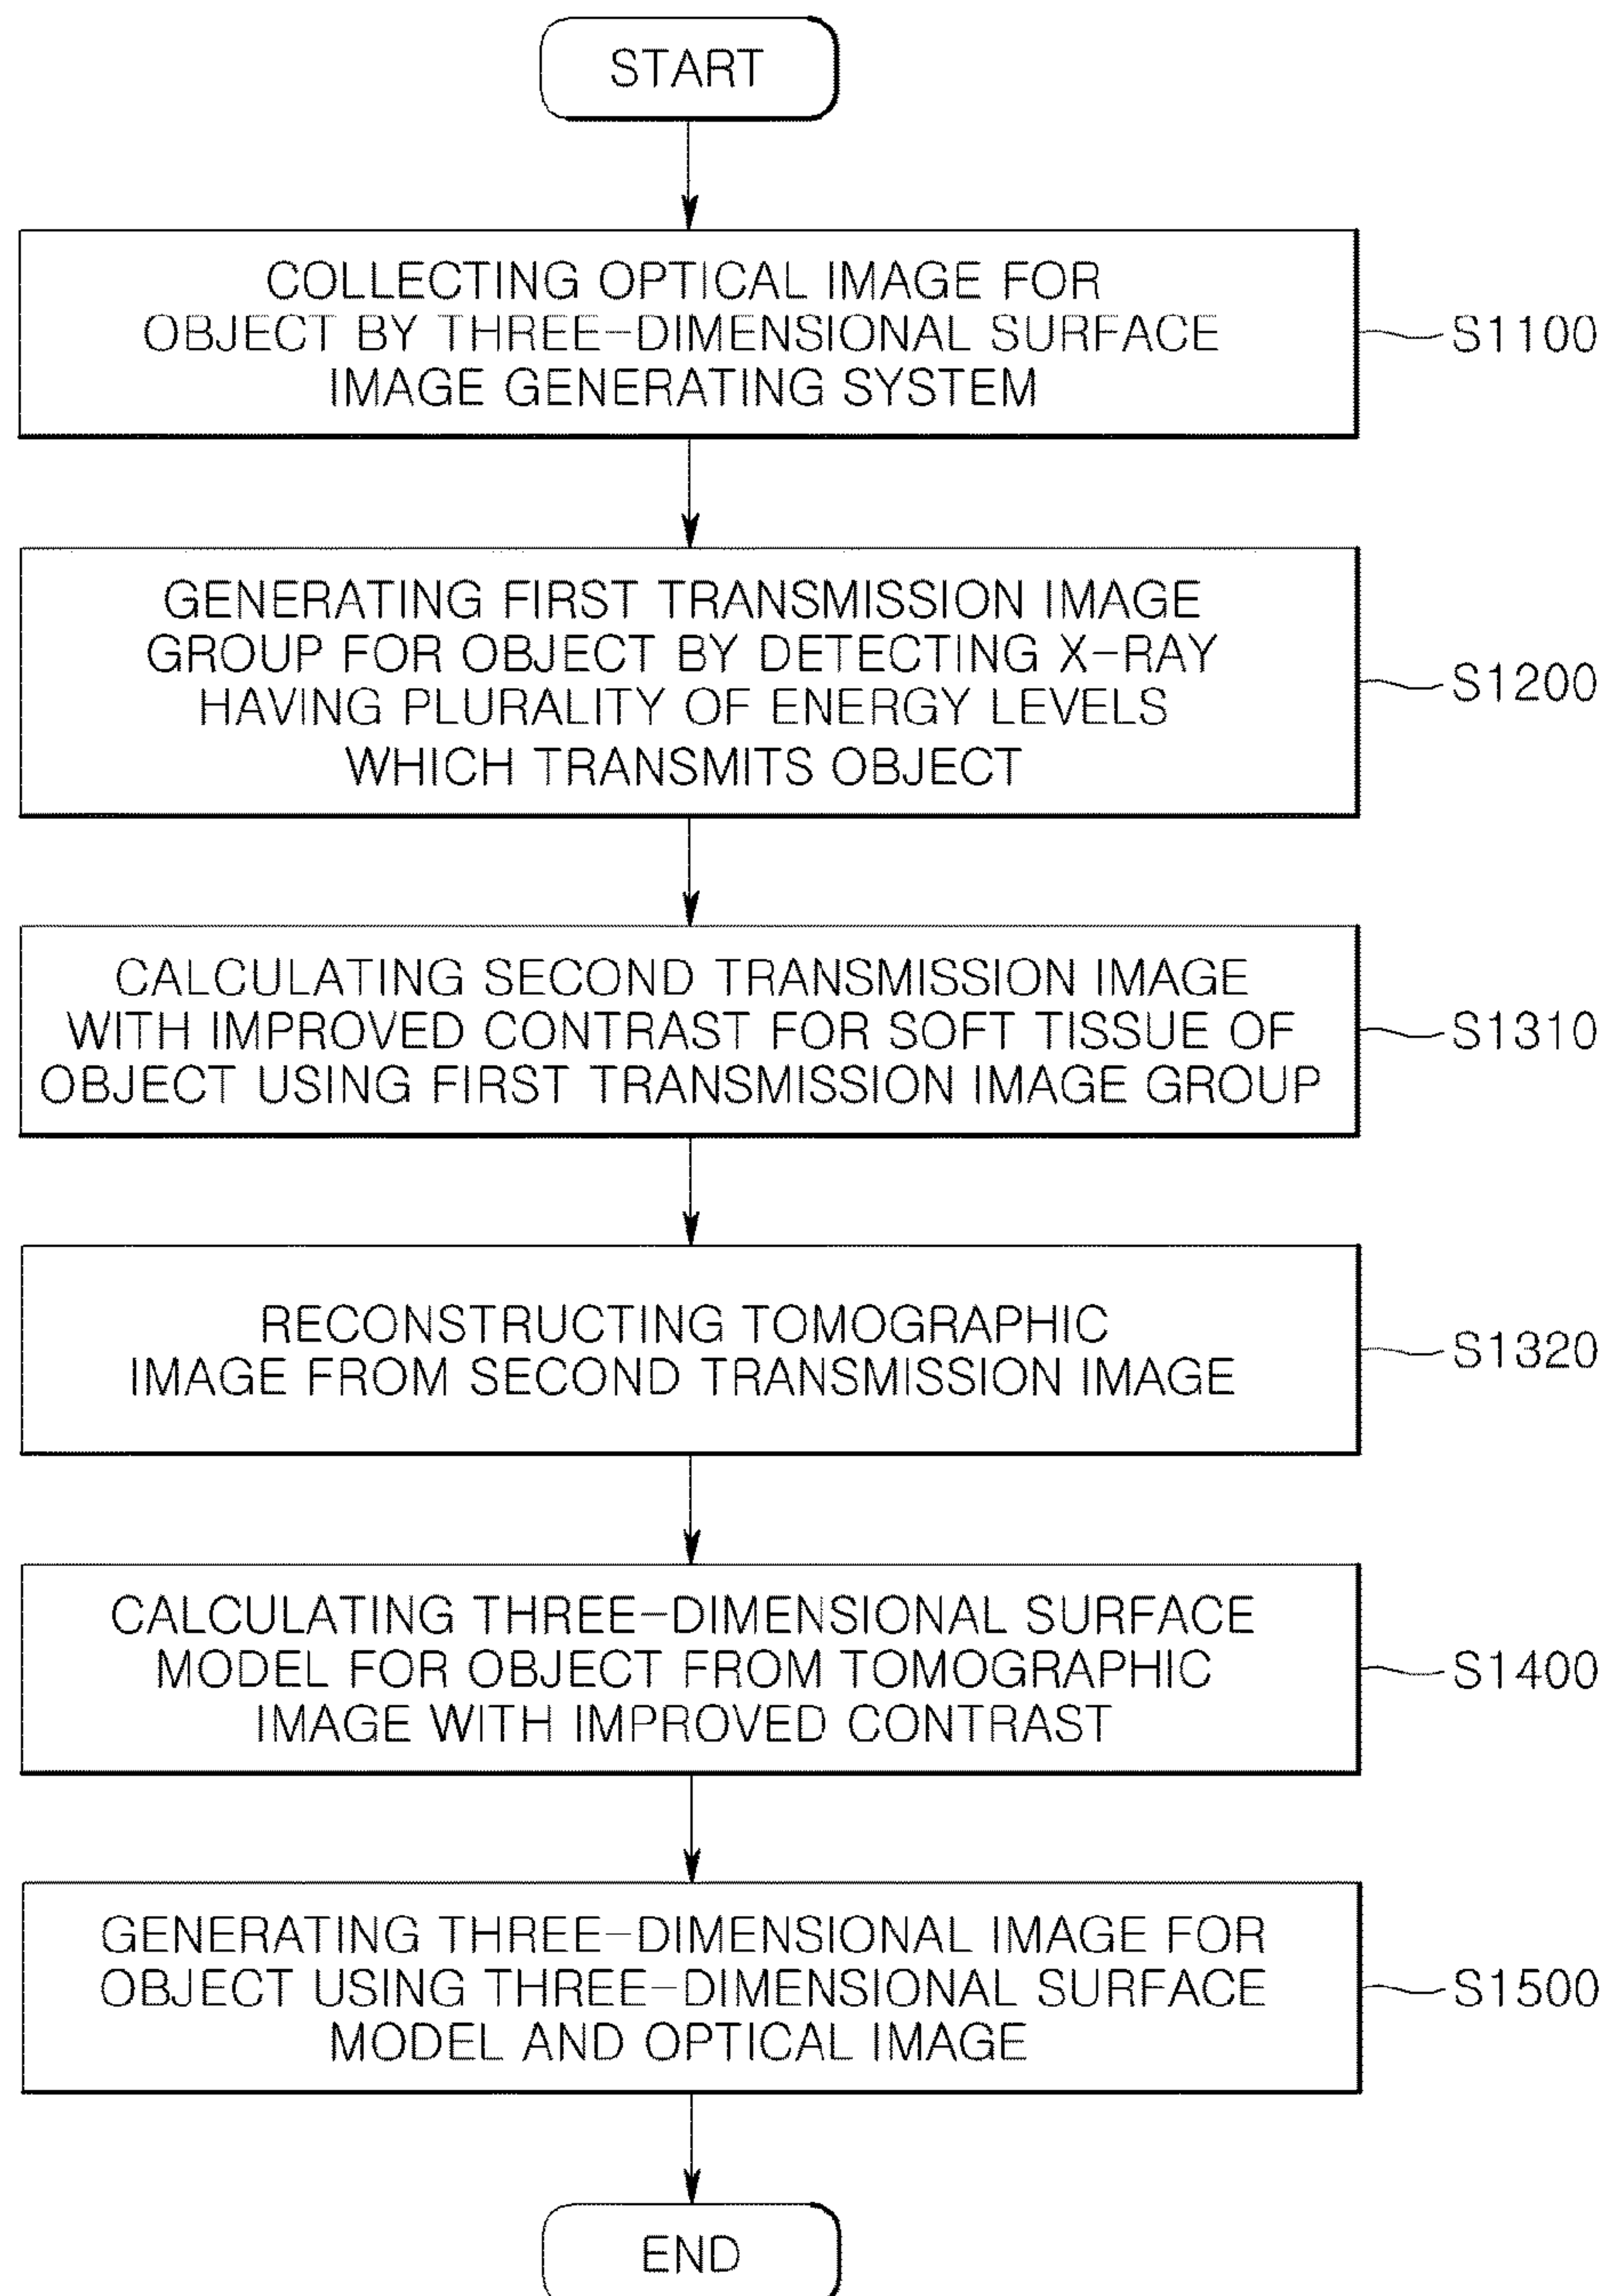 START
COLLECTING OPTICAL IMAGE FOR
OBJECT BY THREE-DIMENSIONAL SURFACE
IMAGE GENERATING SYSTEM
S1100
GENERATING FIRST TRANSMISSION IMAGE
GROUP FOR OBJECT BY DETECTING X-RAY
HAVING PLURALITY OF ENERGY LEVELS
WHICH TRANSMITS OBJECT
S1200
CALCULATING SECOND TRANSMISSION IMAGE
WITH IMPROVED CONTRAST FOR SOFT TISSUE OF
OBJECT USING FIRST TRANSMISSION IMAGE GROUP
S1310
RECONSTRUCTING TOMOGRAPHIC
IMAGE FROM SECOND TRANSMISSION IMAGE
S1320
CALCULATING THREE-DIMENSIONAL SURFACE
MODEL FOR OBJECT FROM TOMOGRAPHIC
IMAGE WITH IMPROVED CONTRAST
S1400
GENERATING THREE-DIMENSIONAL IMAGE FOR
OBJECT USING THREE-DIMENSIONAL SURFACE
MODEL AND OPTICAL IMAGE
S1500
END